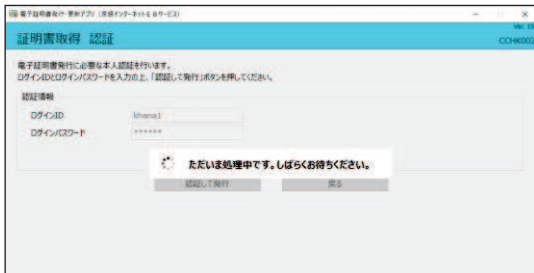 電子証明書発行・更新アプリ（京銀インターネットEBサービス）
Ver. 19
証明書取得 認証
CCHK002
電子証明書発行に必要な本人認証を行います。
ログインIDとログインパスワードを入力の上、「認証して発行」ボタンを押してください。
認証情報
ログインID
khana1
ログインパスワード
******
ただいま処理中です。しばらくお待ちください。
認証して発行
戻る